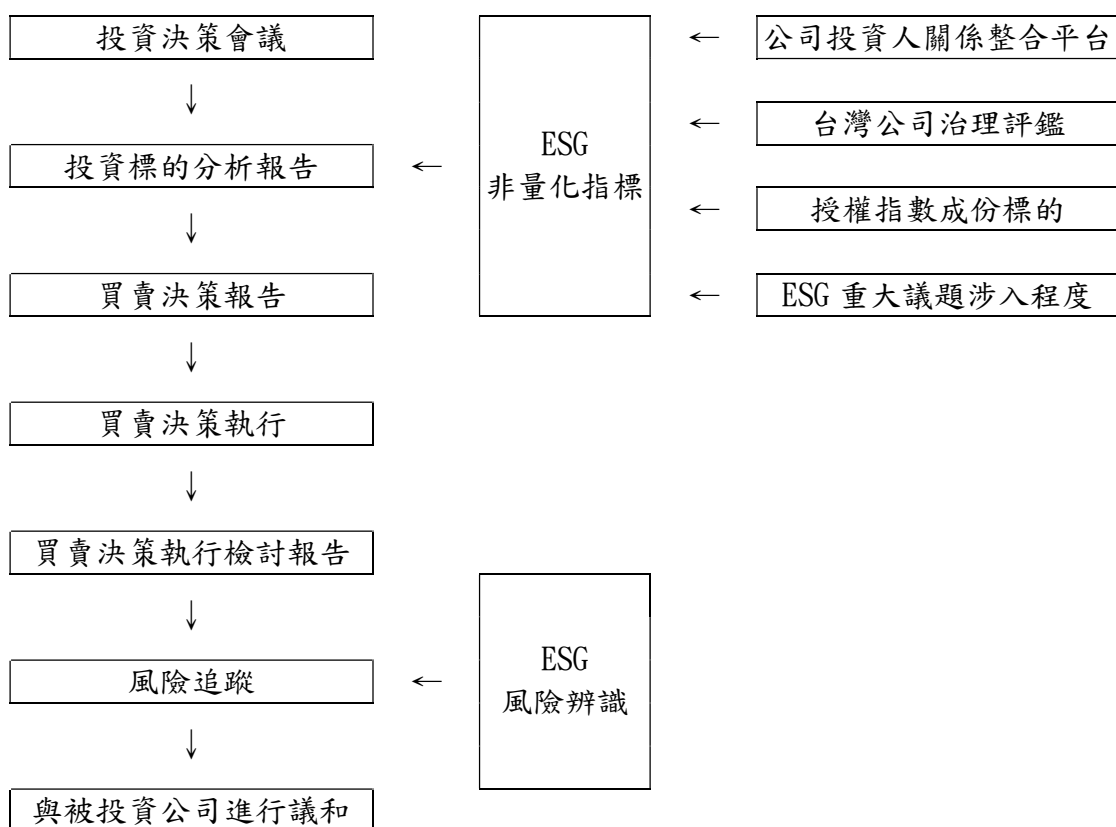 投資決策會議
↓
投資標的分析報告
↓
買賣決策報告
↓
買賣決策執行
↓
買賣決策執行檢討報告
↓
風險追蹤
↓
與被投資公司進行議和
←
ESG
非量化指標
←
ESG
風險辨識
← 公司投資人關係整合平台
← 台灣公司治理評鑑
← 授權指數成份標的
← ESG 重大議題涉入程度